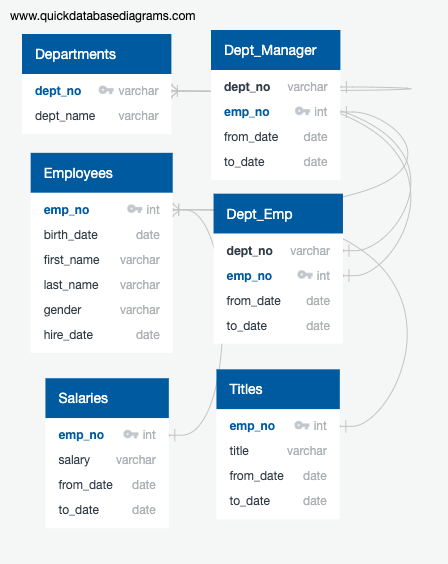 www.quickdatabasediagrams.com
Departments
dept_no varchar
dept_name varchar
Dept_Manager
dept_no varchar
emp_no int
from_date date
to_date date
Employees
emp_no int
birth_date date
first_name varchar
last_name varchar
gender varchar
hire_date date
Dept_Emp
dept_no varchar
emp_no int
from_date date
to_date date
Salaries
emp_no int
salary varchar
from_date date
to_date date
Titles
emp_no int
title varchar
from_date date
to_date date